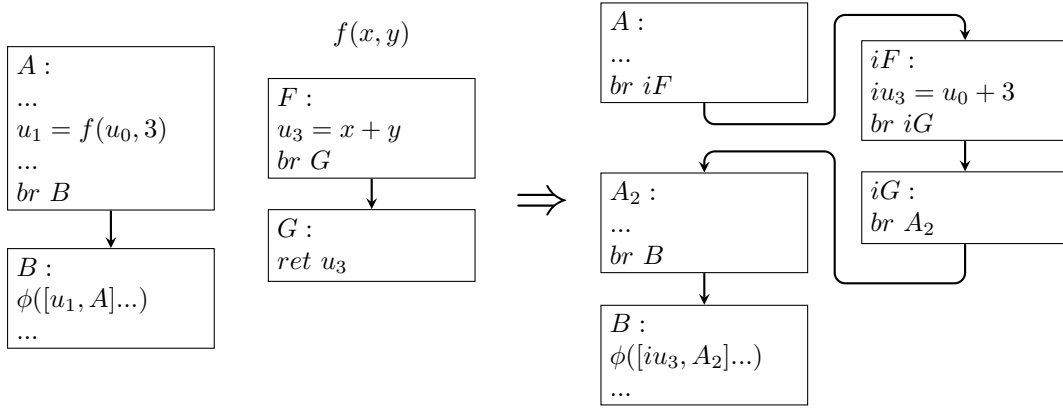 A :
...
u₁ = f(u₀, 3)
...
br B
B :
ϕ([u₁, A]...)
...
f(x, y)
F :
u₃ = x + y
br G
G :
ret u₃
⇒
A :
...
br iF
iF :
iu₃ = u₀ + 3
br iG
iG :
br A₂
A₂ :
...
br B
B :
ϕ([iu₃, A₂]...)
...